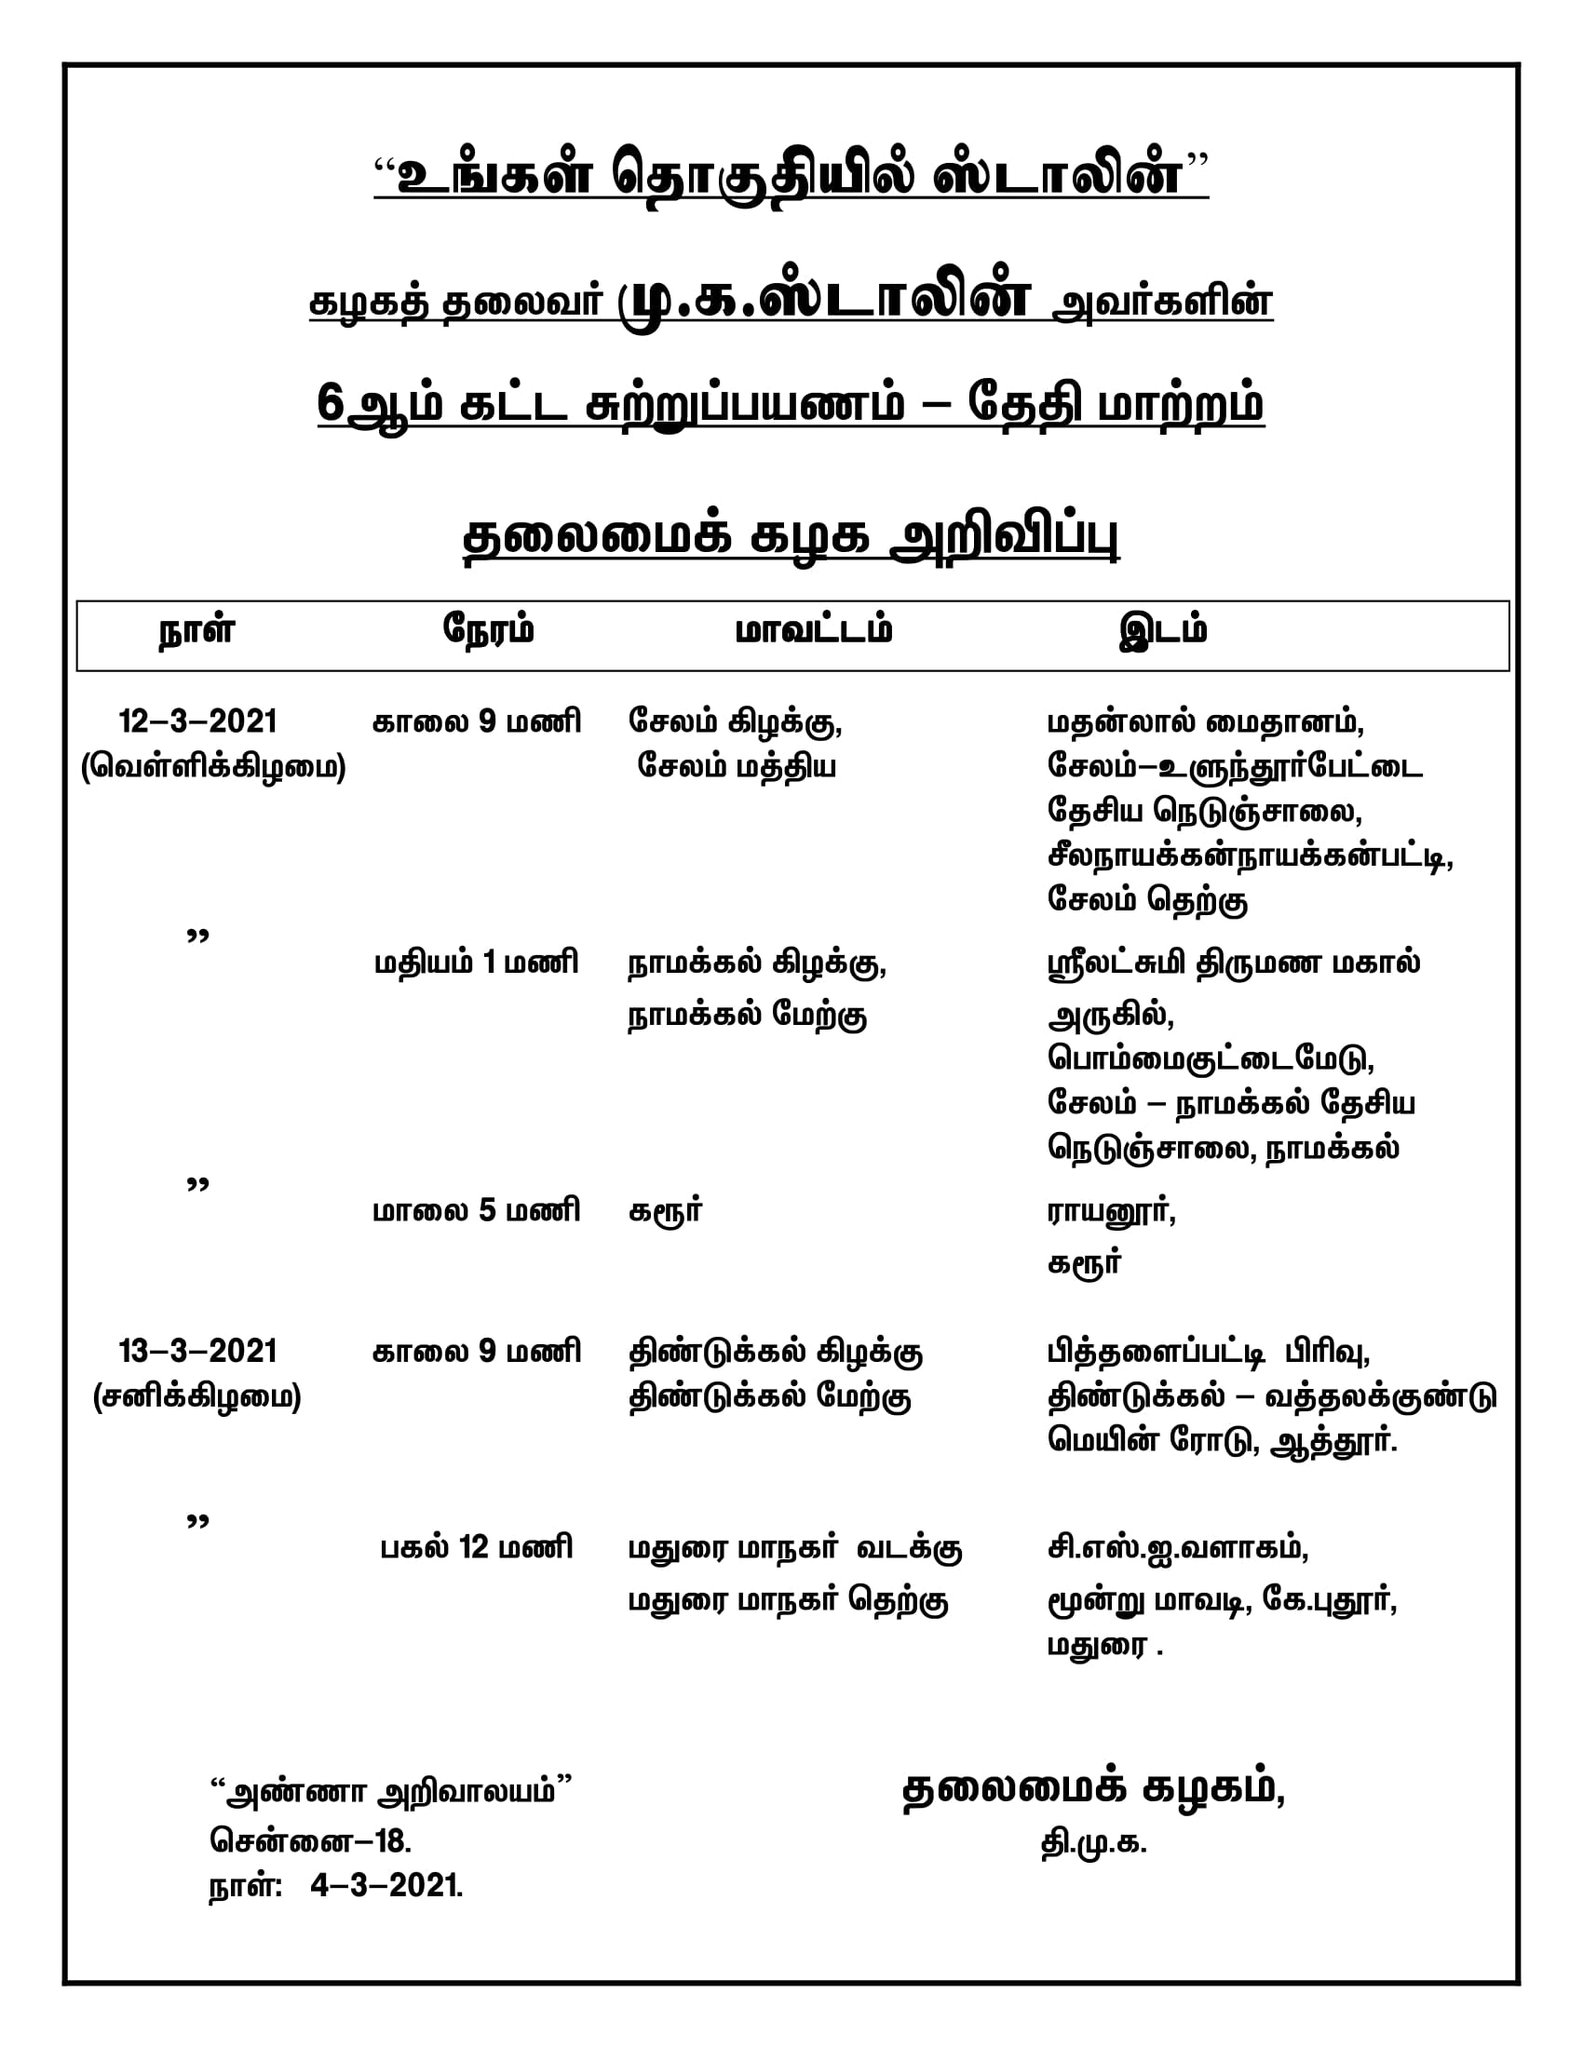 “உங்கள் தொகுதியில் ஸ்டாலின்”
கழகத் தலைவர் மு.க.ஸ்டாலின் அவர்களின்
6ஆம் கட்ட சுற்றுப்பயணம் – தேதி மாற்றம்
தலைமைக் கழக அறிவிப்பு
நாள் நேரம் மாவட்டம் இடம்
12–3–2021 காலை 9 மணி சேலம் கிழக்கு, மதன்லால் மைதானம்,
(வெள்ளிக்கிழமை) சேலம் மத்திய சேலம்–உளுந்தூர்பேட்டை
தேசிய நெடுஞ்சாலை,
சீலநாயக்கன்நாயக்கன்பட்டி,
சேலம் தெற்கு
” மதியம் 1 மணி நாமக்கல் கிழக்கு, ஸ்ரீலட்சுமி திருமண மகால்
நாமக்கல் மேற்கு அருகில்,
பொம்மைகுட்டைமேடு,
சேலம் – நாமக்கல் தேசிய
நெடுஞ்சாலை, நாமக்கல்
” மாலை 5 மணி கரூர் ராயனூர்,
கரூர்
13–3–2021 காலை 9 மணி திண்டுக்கல் கிழக்கு பித்தளைப்பட்டி பிரிவு,
(சனிக்கிழமை) திண்டுக்கல் மேற்கு திண்டுக்கல் – வத்தலக்குண்டு
மெயின் ரோடு, ஆத்தூர்.
” பகல் 12 மணி மதுரை மாநகர் வடக்கு சி.எஸ்.ஐ.வளாகம்,
மதுரை மாநகர் தெற்கு மூன்று மாவடி, கே.புதூர்,
மதுரை .
“அண்ணா அறிவாலயம்” தலைமைக் கழகம்,
சென்னை–18. தி.மு.க.
நாள்: 4–3–2021.